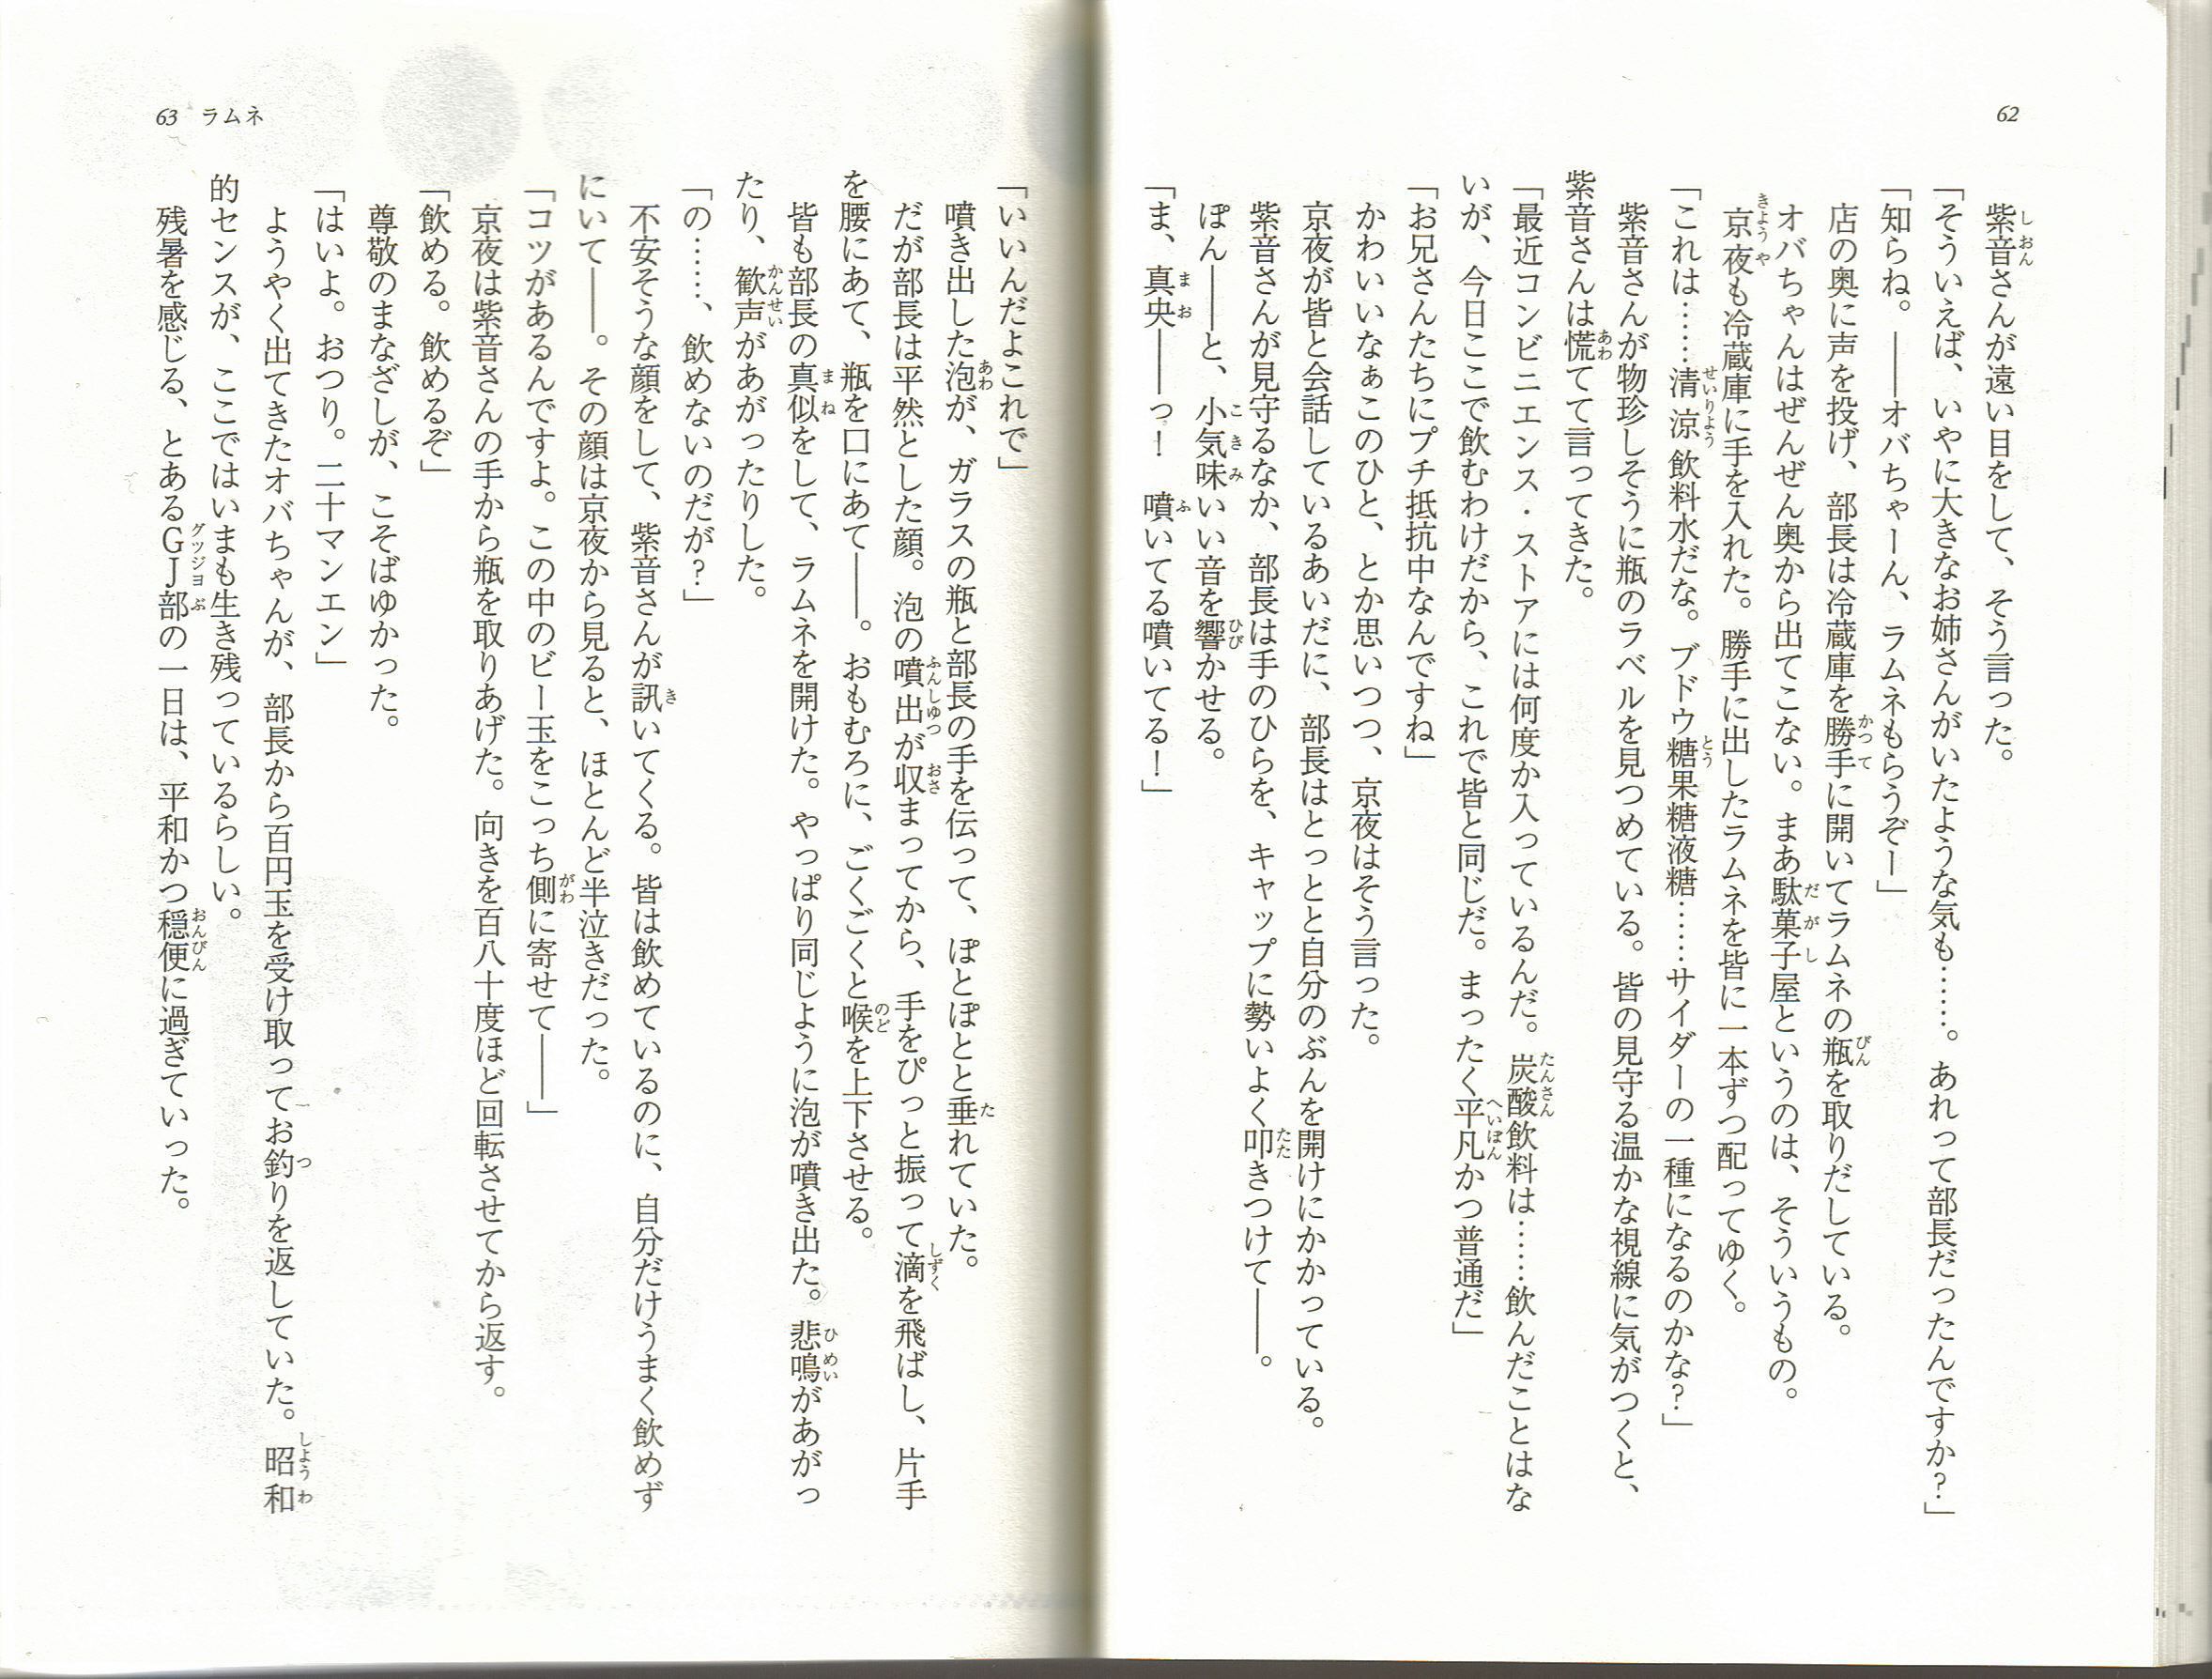 62
紫音さんが遠い目をして、そう言った。
「そういえば、いやに大きなお姉さんがいたような気も……。あれって部長だったんですか?」
「知らね。――オバちゃーん、ラムネもらうぞー」
店の奥に声を投げ、部長は冷蔵庫を勝手に開いてラムネの瓶を取りだしている。
オバちゃんはぜんぜん奥から出てこない。まあ駄菓子屋というのは、そういうもの。
京夜も冷蔵庫に手を入れた。勝手に出したラムネを皆に一本ずつ配ってゆく。
「これは……清涼飲料水だな。ブドウ糖果糖液糖……サイダーの一種になるのかな?」
紫音さんが物珍しそうに瓶のラベルを見つめている。皆の見守る温かな視線に気がつくと、
紫音さんは慌てて言ってきた。
「最近コンビニエンス・ストアには何度か入っているんだ。炭酸飲料は……飲んだことはな
いが、今日ここで飲むわけだから、これで皆と同じだ。まったく平凡かつ普通だ」
「お兄さんたちにプチ抵抗中なんですね」
かわいいなぁこのひと、とか思いつつ、京夜はそう言った。
京夜が皆と会話しているあいだに、部長はとっとと自分のぶんを開けにかかっている。
紫音さんが見守るなか、部長は手のひらを、キャップに勢いよく叩きつけて――。
ぽん――と、小気味いい音を響かせる。
「ま、真央――っ! 噴いてる噴いてる!」
63 ラムネ
「いいんだよこれで」
噴き出した泡が、ガラスの瓶と部長の手を伝って、ぽとぽとと垂れていた。
だが部長は平然とした顔。泡の噴出が収まってから、手をぴっと振って滴を飛ばし、片手
を腰にあて、瓶を口にあて――。おもむろに、ごくごくと喉を上下させる。
皆も部長の真似をして、ラムネを開けた。やっぱり同じように泡が噴き出た。悲鳴があがっ
たり、歓声があがったりした。
「の……、飲めないのだが?」
不安そうな顔をして、紫音さんが訊いてくる。皆は飲めているのに、自分だけうまく飲めず
にいて――。その顔は京夜から見ると、ほとんど半泣きだった。
「コツがあるんですよ。この中のビー玉をこっち側に寄せて――」
京夜は紫音さんの手から瓶を取りあげた。向きを百八十度ほど回転させてから返す。
「飲める。飲めるぞ」
尊敬のまなざしが、こそばゆかった。
「はいよ。おつり。二十マンエン」
ようやく出てきたオバちゃんが、部長から百円玉を受け取ってお釣りを返していた。昭和
的センスが、ここではいまも生き残っているらしい。
残暑を感じる、とあるGJ部の一日は、平和かつ穏便に過ぎていった。